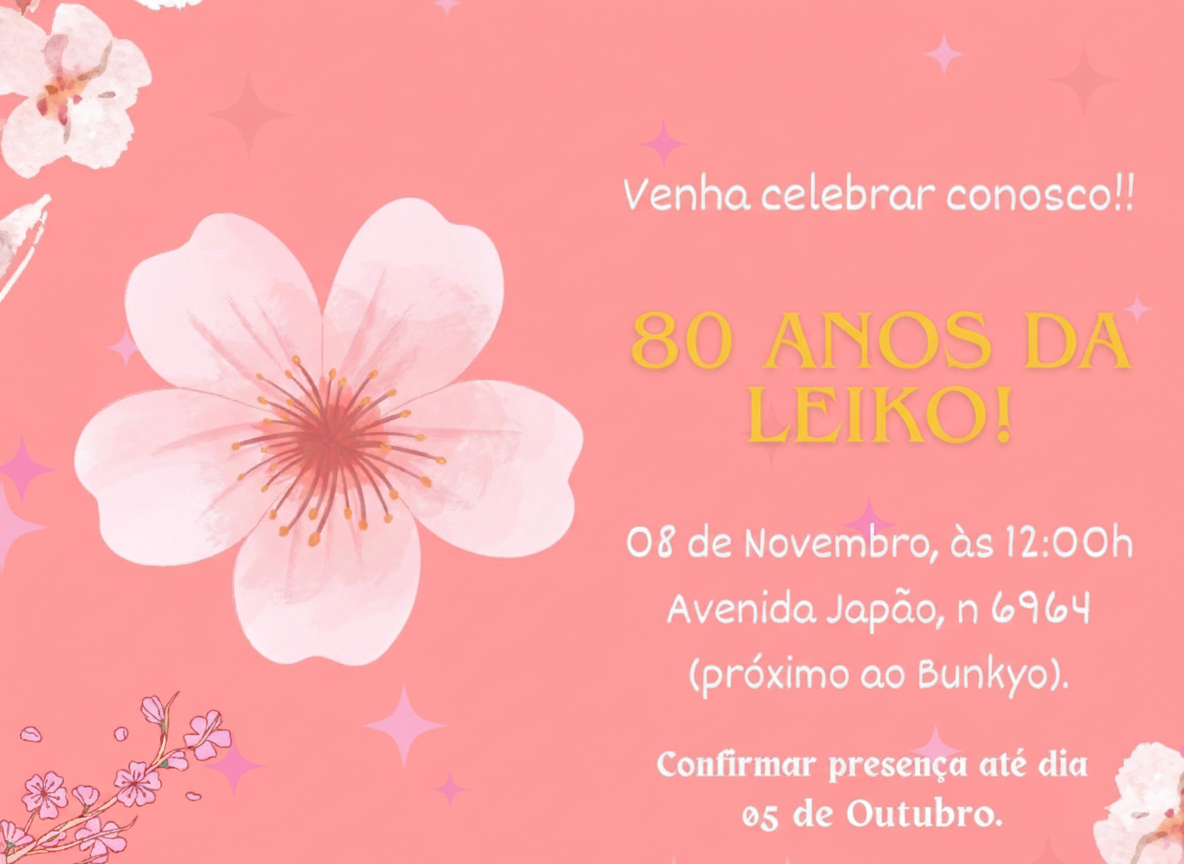 Venha celebrar conosco!!
80 ANOS DA
LEIKO!
08 de Novembro, às 12:00h
Avenida Japão, n 6964
(próximo ao Bunkyo).
Confirmar presença até dia
05 de Outubro.